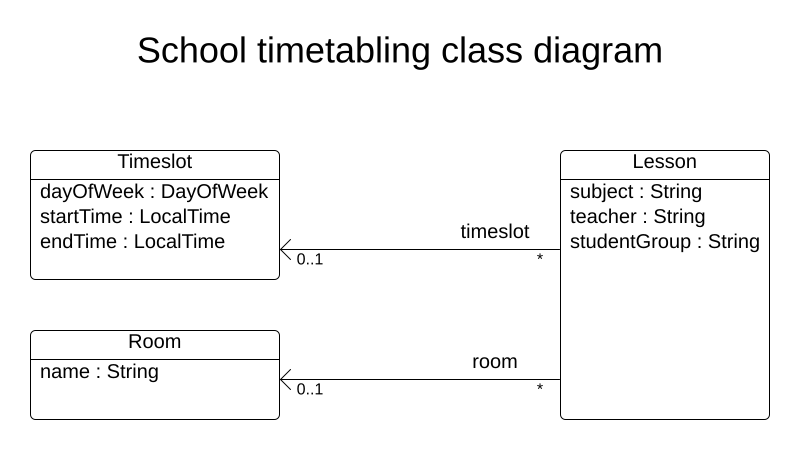 School timetabling class diagram
Timeslot
dayOfWeek : DayOfWeek
startTime : LocalTime
endTime : LocalTime
Lesson
subject : String
teacher : String
studentGroup : String
timeslot
0..1
*
Room
name : String
room
0..1
*